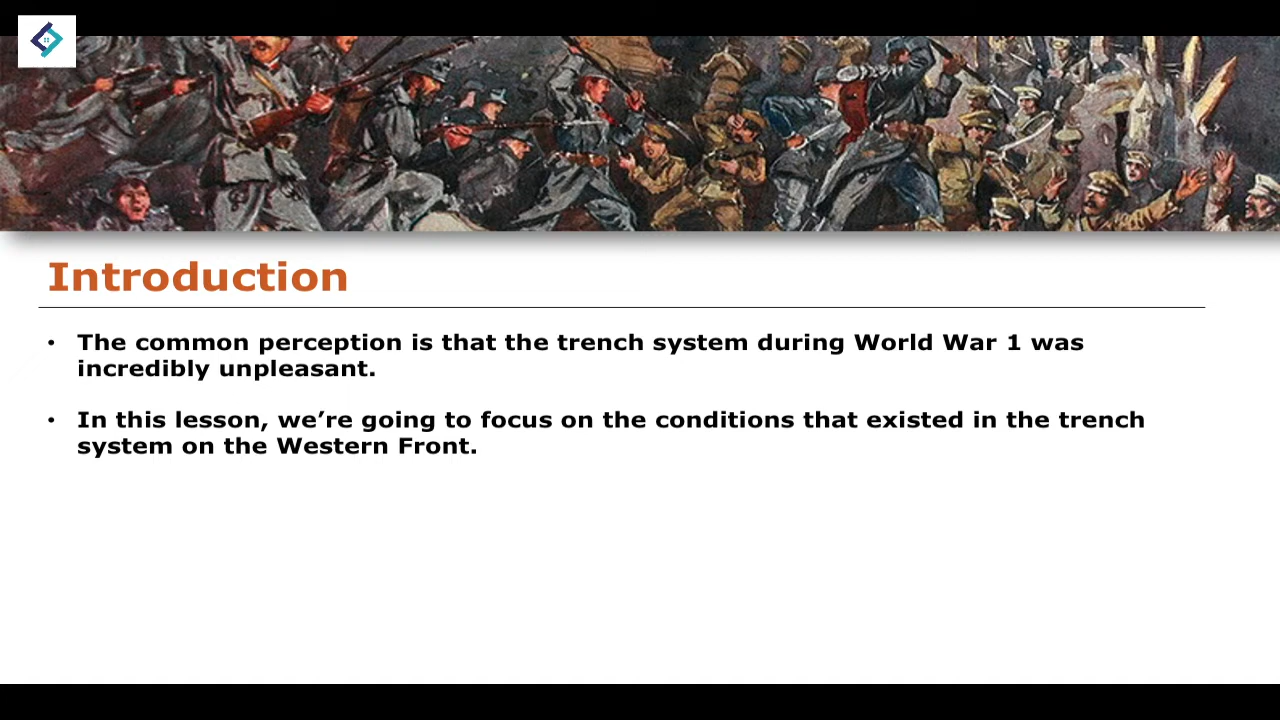 Introduction
• The common perception is that the trench system during World War 1 was
incredibly unpleasant.
• In this lesson, we’re going to focus on the conditions that existed in the trench
system on the Western Front.